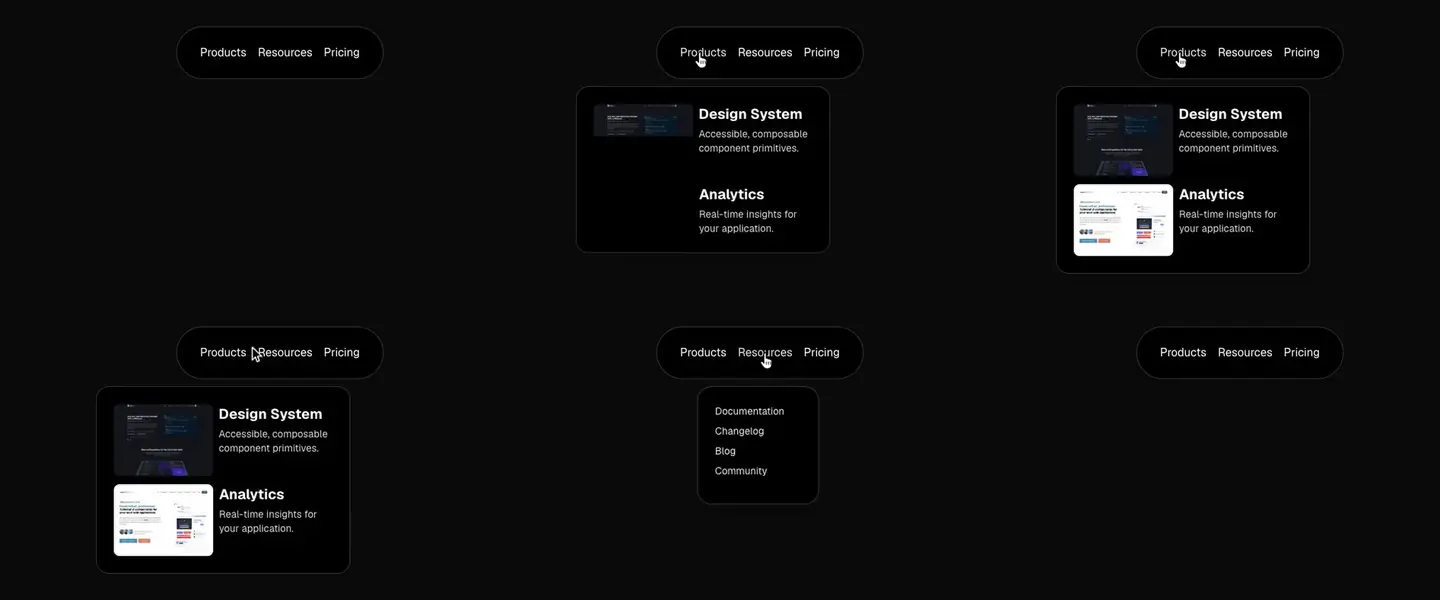 Products Resources Pricing
Products Resources Pricing
Design System
Accessible, composable
component primitives.
Analytics
Real-time insights for
your application.
Products Resources Pricing
Design System
Accessible, composable
component primitives.
Analytics
Real-time insights for
your application.
Products Resources Pricing
Design System
Accessible, composable
component primitives.
Analytics
Real-time insights for
your application.
Products Resources Pricing
Documentation
Changelog
Blog
Community
Products Resources Pricing